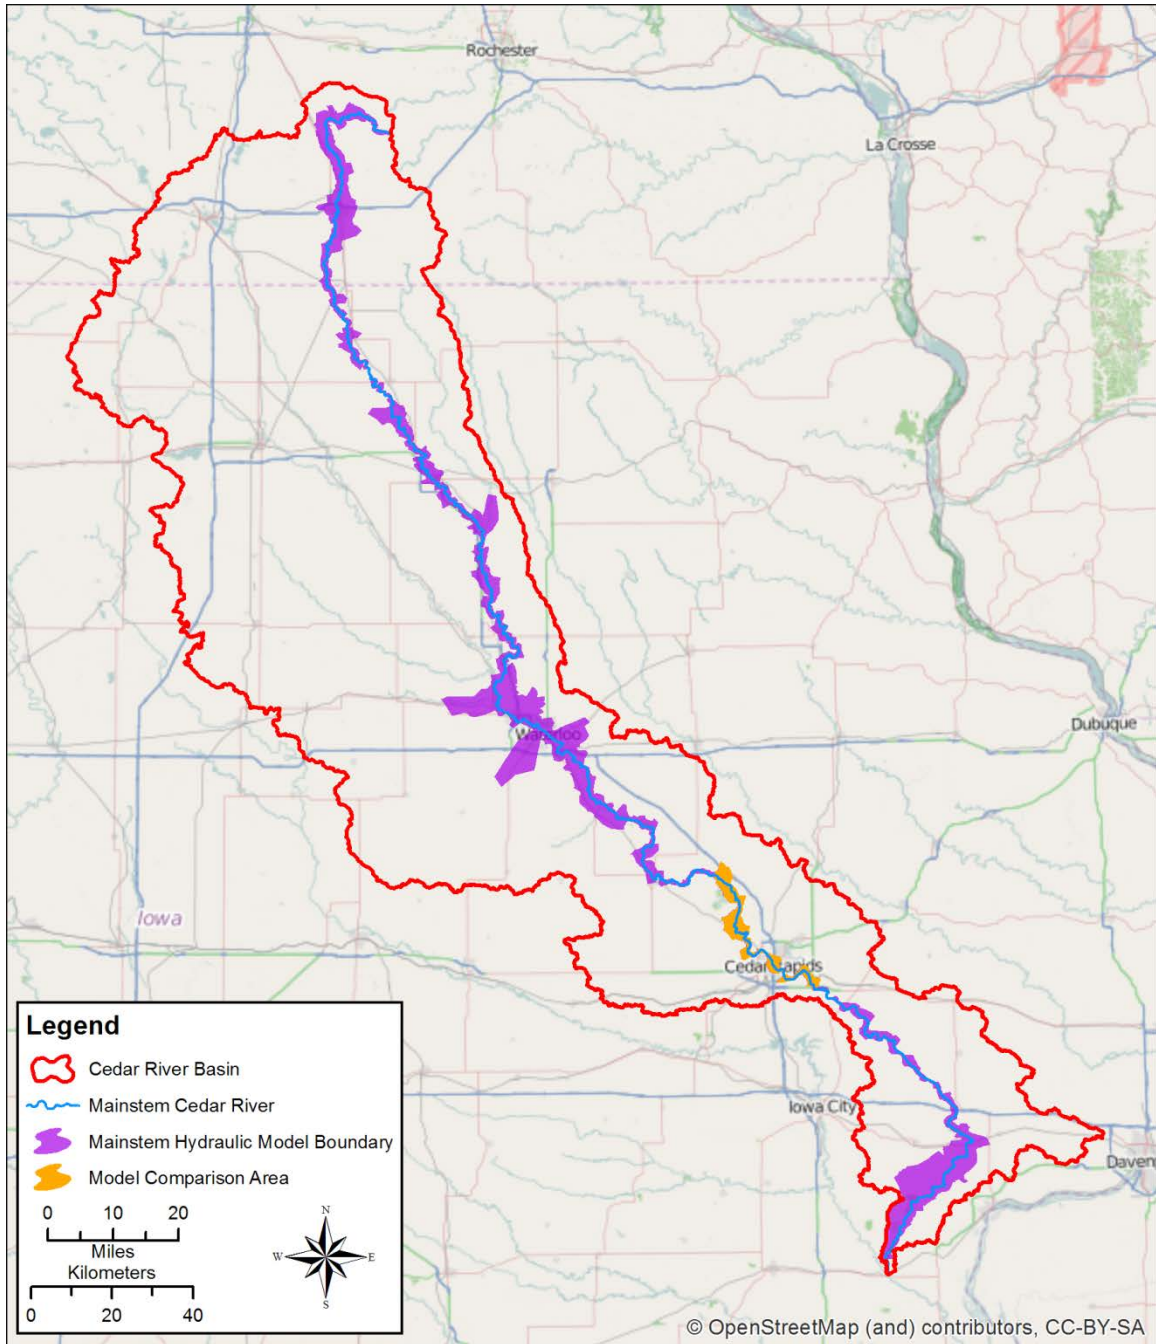 Rochester
La Crosse
Waterloo
Dubuque
Iowa
Cedar Rapids
Iowa City
Daven
Legend
Cedar River Basin
Mainstem Cedar River
Mainstem Hydraulic Model Boundary
Model Comparison Area
0 10 20
Miles
Kilometers
0 20 40
N
W E
S
© OpenStreetMap (and) contributors, CC-BY-SA